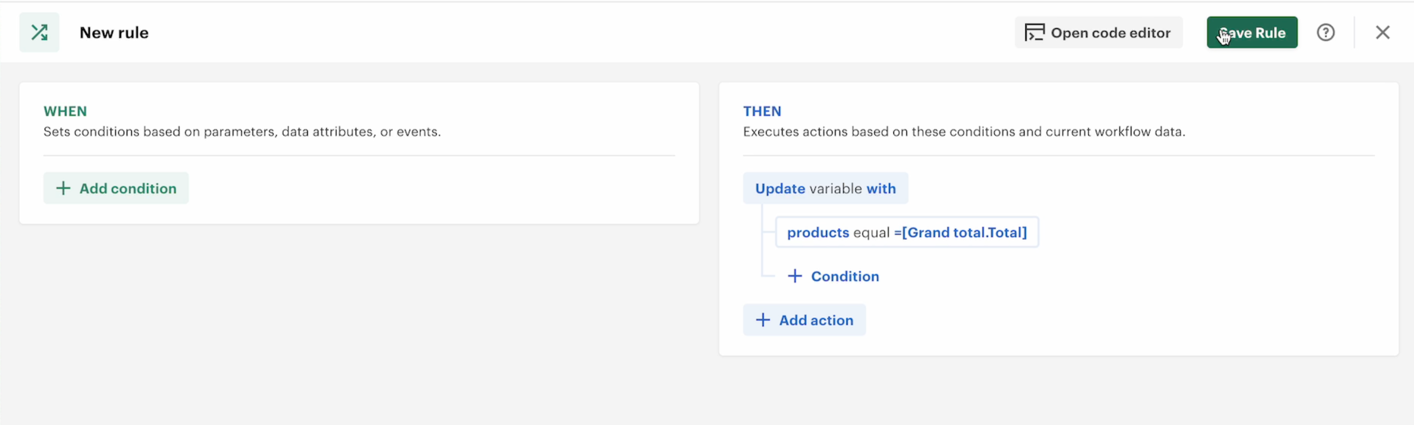 New rule
Open code editor
Save Rule
WHEN
Sets conditions based on parameters, data attributes, or events.
+ Add condition
THEN
Executes actions based on these conditions and current workflow data.
Update variable with
products equal =[Grand total.Total]
+ Condition
+ Add action